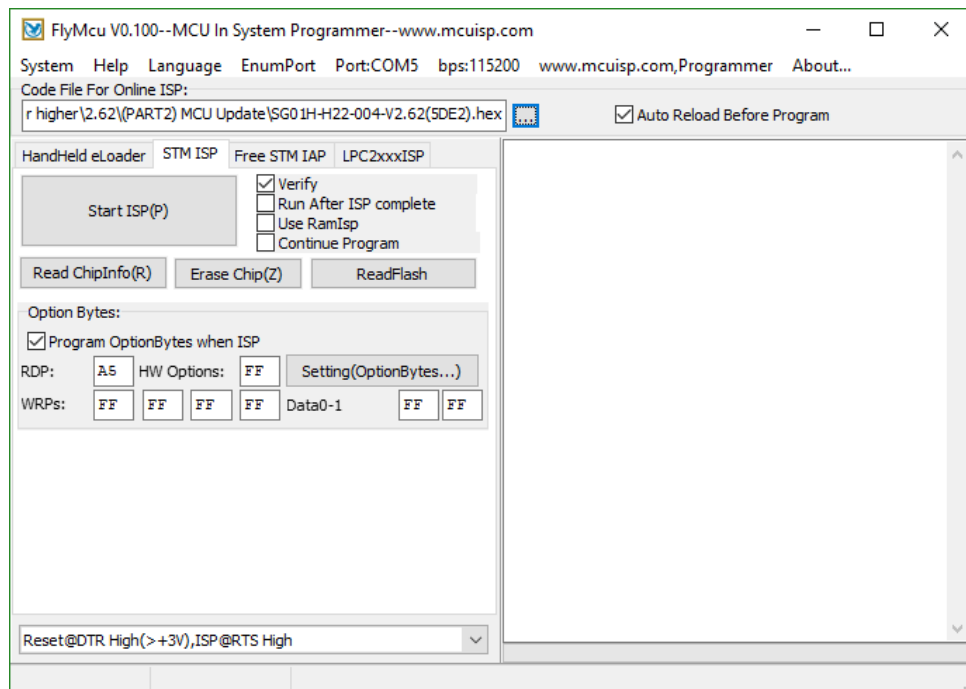 FlyMcu V0.100--MCU In System Programmer--www.mcuisp.com
System Help Language EnumPort Port:COM5 bps:115200 www.mcuisp.com,Programmer About...
Code File For Online ISP:
r higher\2.62\(PART2) MCU Update\SG01H-H22-004-V2.62(5DE2).hex ... Auto Reload Before Program
HandHeld eLoader STM ISP Free STM IAP LPC2xxxISP
Start ISP(P)
Verify
Run After ISP complete
Use RamIsp
Continue Program
Read ChipInfo(R) Erase Chip(Z) ReadFlash
Option Bytes:
Program OptionBytes when ISP
RDP: A5 HW Options: FF Setting(OptionBytes...)
WRPs: FF FF FF FF Data0-1 FF FF
Reset@DTR High(>+3V),ISP@RTS High